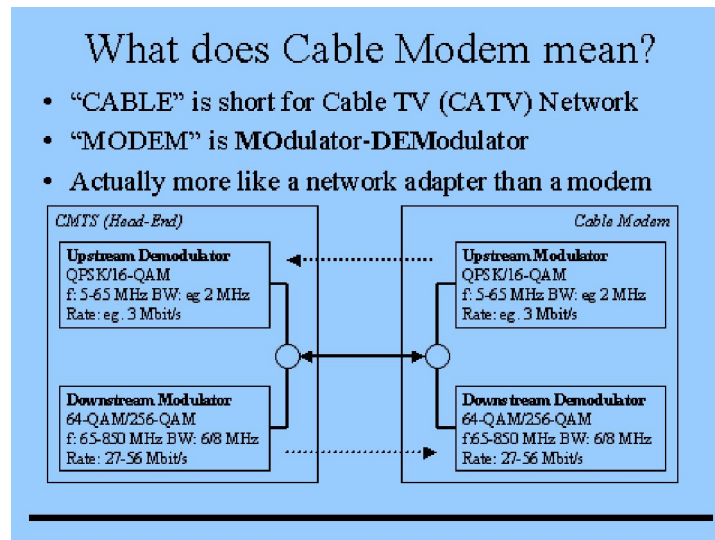 What does Cable Modem mean?
• “CABLE” is short for Cable TV (CATV) Network
• “MODEM” is MOdulator-DEModulator
• Actually more like a network adapter than a modem
CMTS (Head-End)
Upstream Demodulator
QPSK/16-QAM
f: 5-65 MHz BW: eg 2 MHz
Rate: eg. 3 Mbit/s
Downstream Modulator
64-QAM/256-QAM
f: 65-850 MHz BW: 6/8 MHz
Rate: 27-56 Mbit/s
Cable Modem
Upstream Modulator
QPSK/16-QAM
f: 5-65 MHz BW: eg 2 MHz
Rate: eg. 3 Mbit/s
Downstream Demodulator
64-QAM/256-QAM
f:65-850 MHz BW: 6/8 MHz
Rate: 27-56 Mbit/s